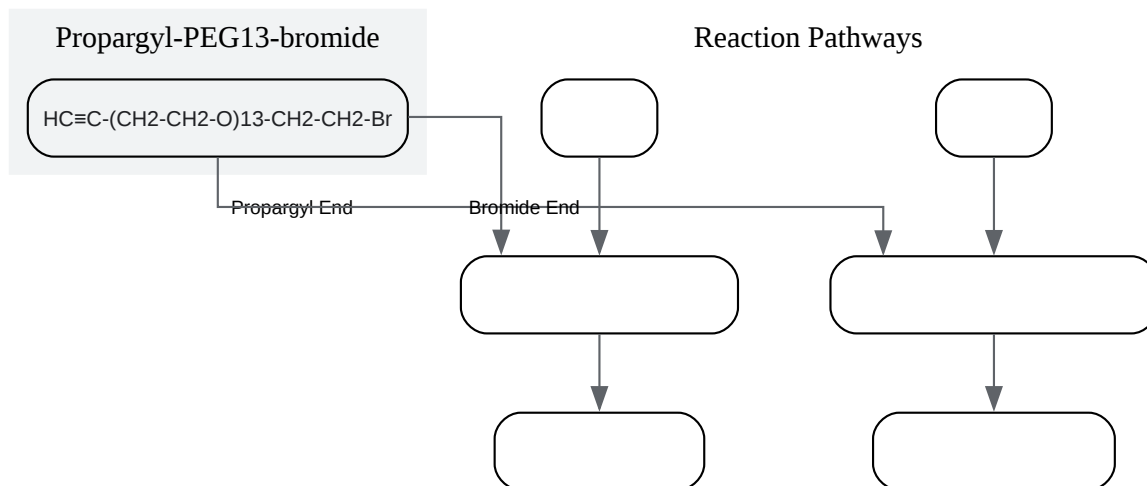 Propargyl-PEG13-bromide
Reaction Pathways
HC≡C-(CH2-CH2-O)13-CH2-CH2-Br
Propargyl End
Bromide End